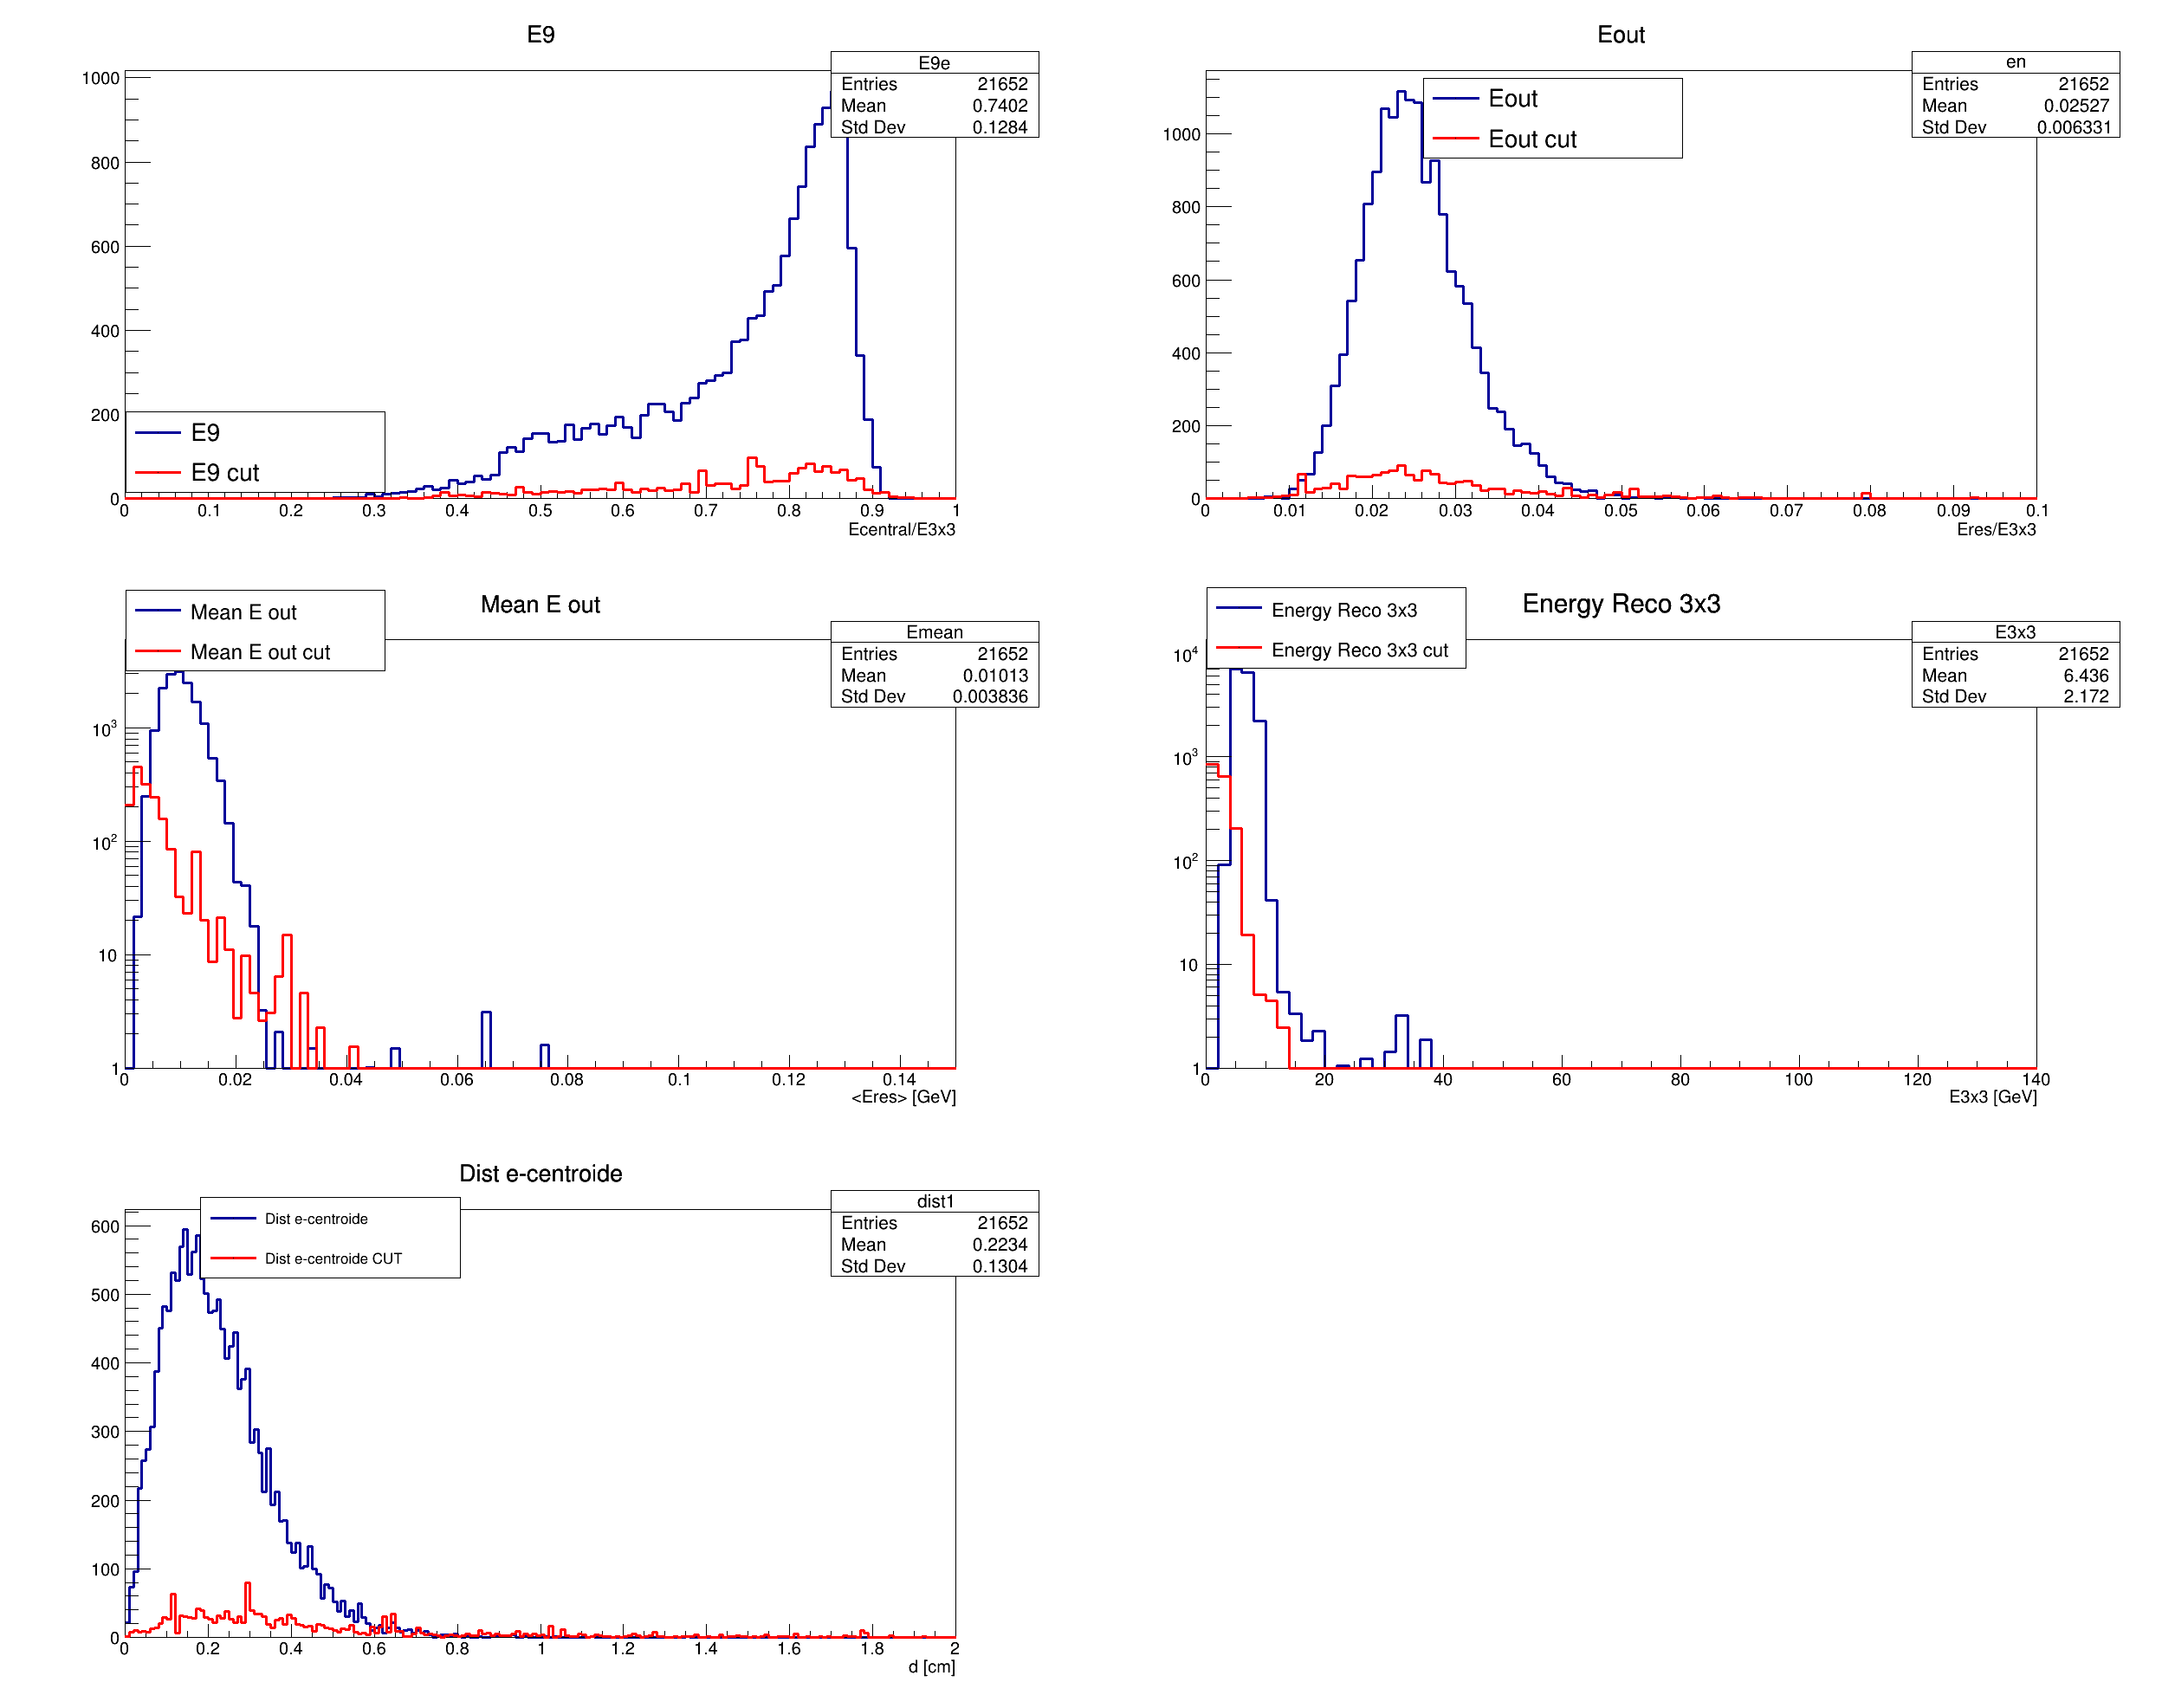 E9
E9e
Entries 21652
Mean 0.7402
Std Dev 0.1284
1000
800
600
400
200
0
E9
E9 cut
0 0.1 0.2 0.3 0.4 0.5 0.6 0.7 0.8 0.9 1
Ecentral/E3x3
Eout
en
Entries 21652
Mean 0.02527
Std Dev 0.006331
Eout
Eout cut
1000
800
600
400
200
0
0 0.01 0.02 0.03 0.04 0.05 0.06 0.07 0.08 0.09 0.1
Eres/E3x3
Mean E out
Mean E out
Mean E out cut
Emean
Entries 21652
Mean 0.01013
Std Dev 0.003836
10³
10²
10
1
0 0.02 0.04 0.06 0.08 0.1 0.12 0.14
<Eres> [GeV]
Energy Reco 3x3
Energy Reco 3x3
Energy Reco 3x3 cut
E3x3
Entries 21652
Mean 6.436
Std Dev 2.172
10⁴
10³
10²
10
1
0 20 40 60 80 100 120 140
E3x3 [GeV]
Dist e-centroide
Dist e-centroide
Dist e-centroide CUT
dist1
Entries 21652
Mean 0.2234
Std Dev 0.1304
600
500
400
300
200
100
0
0 0.2 0.4 0.6 0.8 1 1.2 1.4 1.6 1.8 2
d [cm]